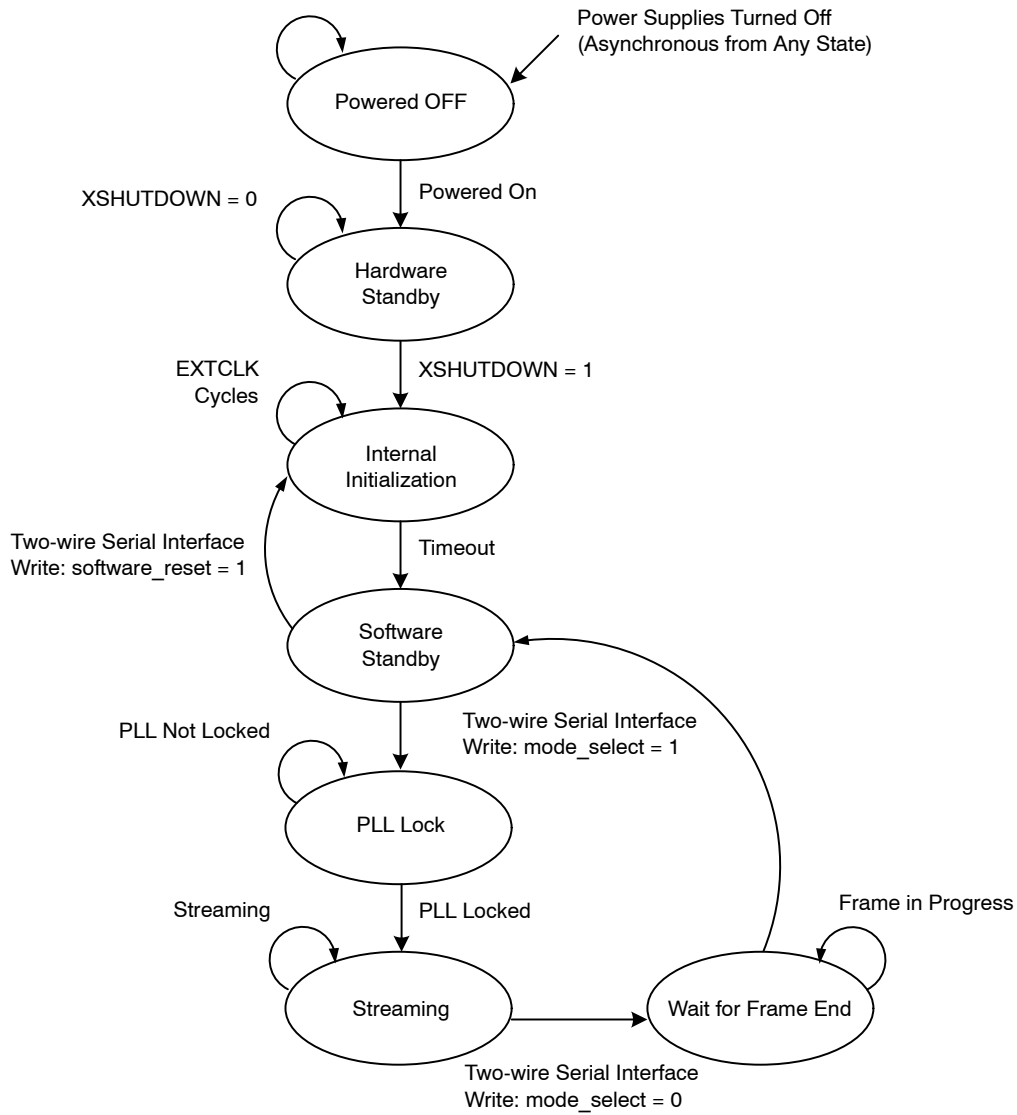 Power Supplies Turned Off
(Asynchronous from Any State)
Powered OFF
Powered On
XSHUTDOWN = 0
Hardware
Standby
XSHUTDOWN = 1
EXTCLK
Cycles
Internal
Initialization
Timeout
Two-wire Serial Interface
Write: software_reset = 1
Software
Standby
Two-wire Serial Interface
Write: mode_select = 1
PLL Not Locked
PLL Lock
PLL Locked
Streaming
Streaming
Frame in Progress
Wait for Frame End
Two-wire Serial Interface
Write: mode_select = 0